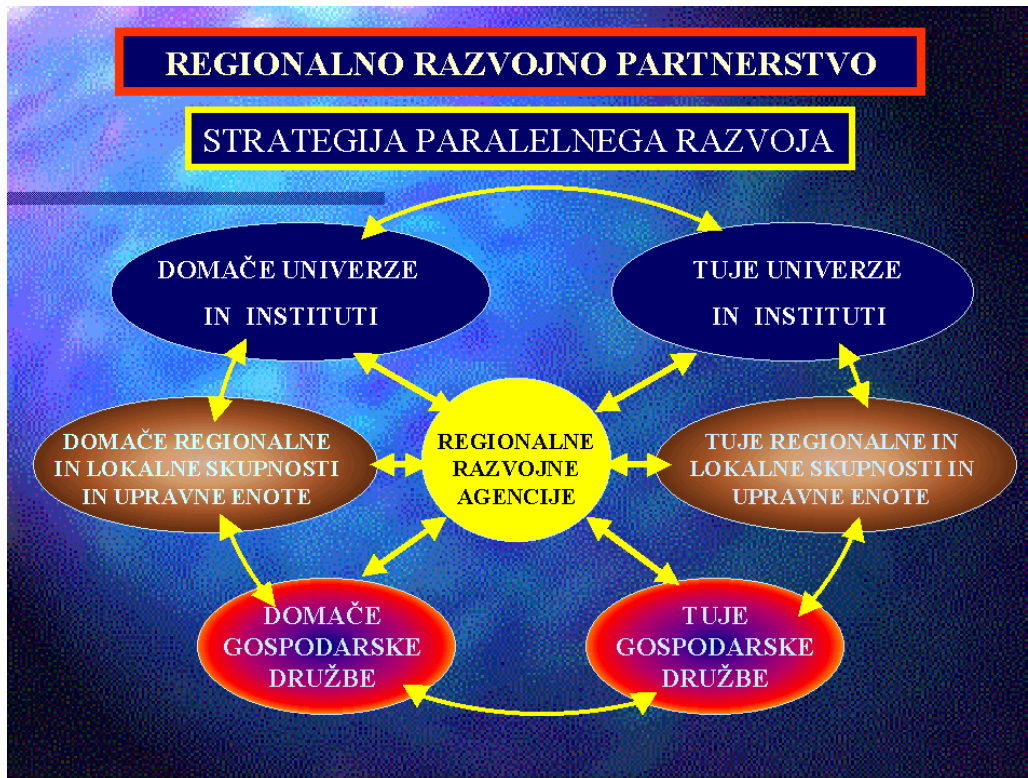 REGIONALNO RAZVOJNO PARTNERSTVO
STRATEGIJA PARALELNEGA RAZVOJA
DOMAČE UNIVERZE
IN INSTITUTI
TUJE UNIVERZE
IN INSTITUTI
DOMAČE REGIONALNE
IN LOKALNE SKUPNOSTI
IN UPRAVNE ENOTE
REGIONALNE
RAZVOJNE
AGENCIJE
TUJE REGIONALNE IN
LOKALNE SKUPNOSTI IN
UPRAVNE ENOTE
DOMAČE
GOSPODARSKE
DRUŽBE
TUJE
GOSPODARSKE
DRUŽBE